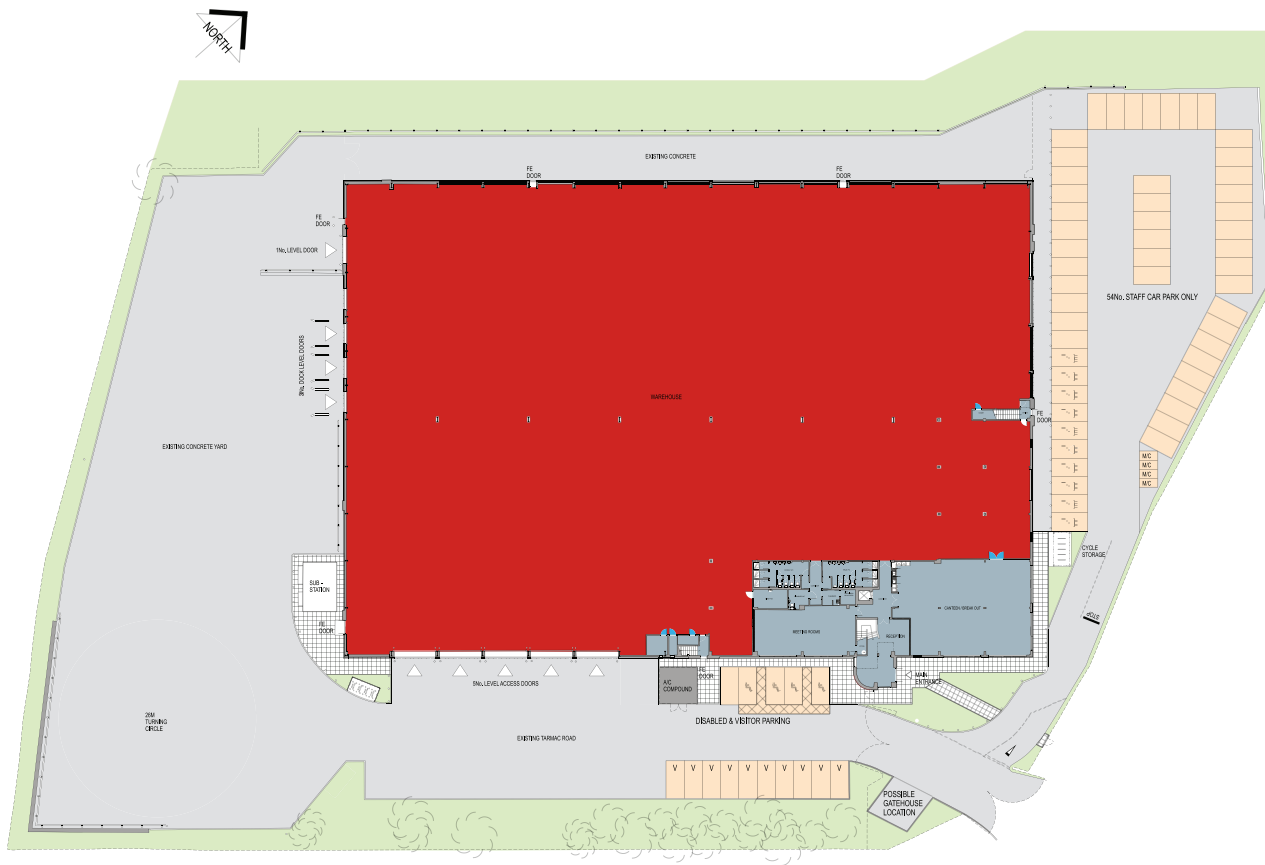 NORTH
EXISTING CONCRETE
FE
DOOR
FE
DOOR
FE
DOOR
1No. LEVEL DOOR
54No. STAFF CAR PARK ONLY
3No. DOCK LEVEL DOORS
WAREHOUSE
FE
DOOR
EXISTING CONCRETE YARD
M/C
M/C
M/C
M/C
CYCLE
STORAGE
SUB -
STATION
CANTEEN / BREAK OUT
STOP
FE
DOOR
MEETING ROOMS
RECEPTION
FE
DOOR
MAIN
ENTRANCE
5No. LEVEL ACCESS DOORS
A/C
COMPOUND
26M
TURNING
CIRCLE
DISABLED & VISITOR PARKING
EXISTING TARMAC ROAD
V V V V V V V V V V
POSSIBLE
GATEHOUSE
LOCATION